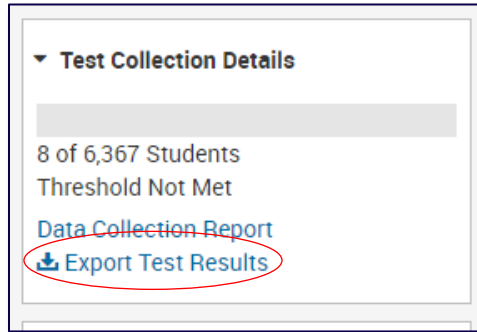 Test Collection Details
8 of 6,367 Students
Threshold Not Met
Data Collection Report
Export Test Results